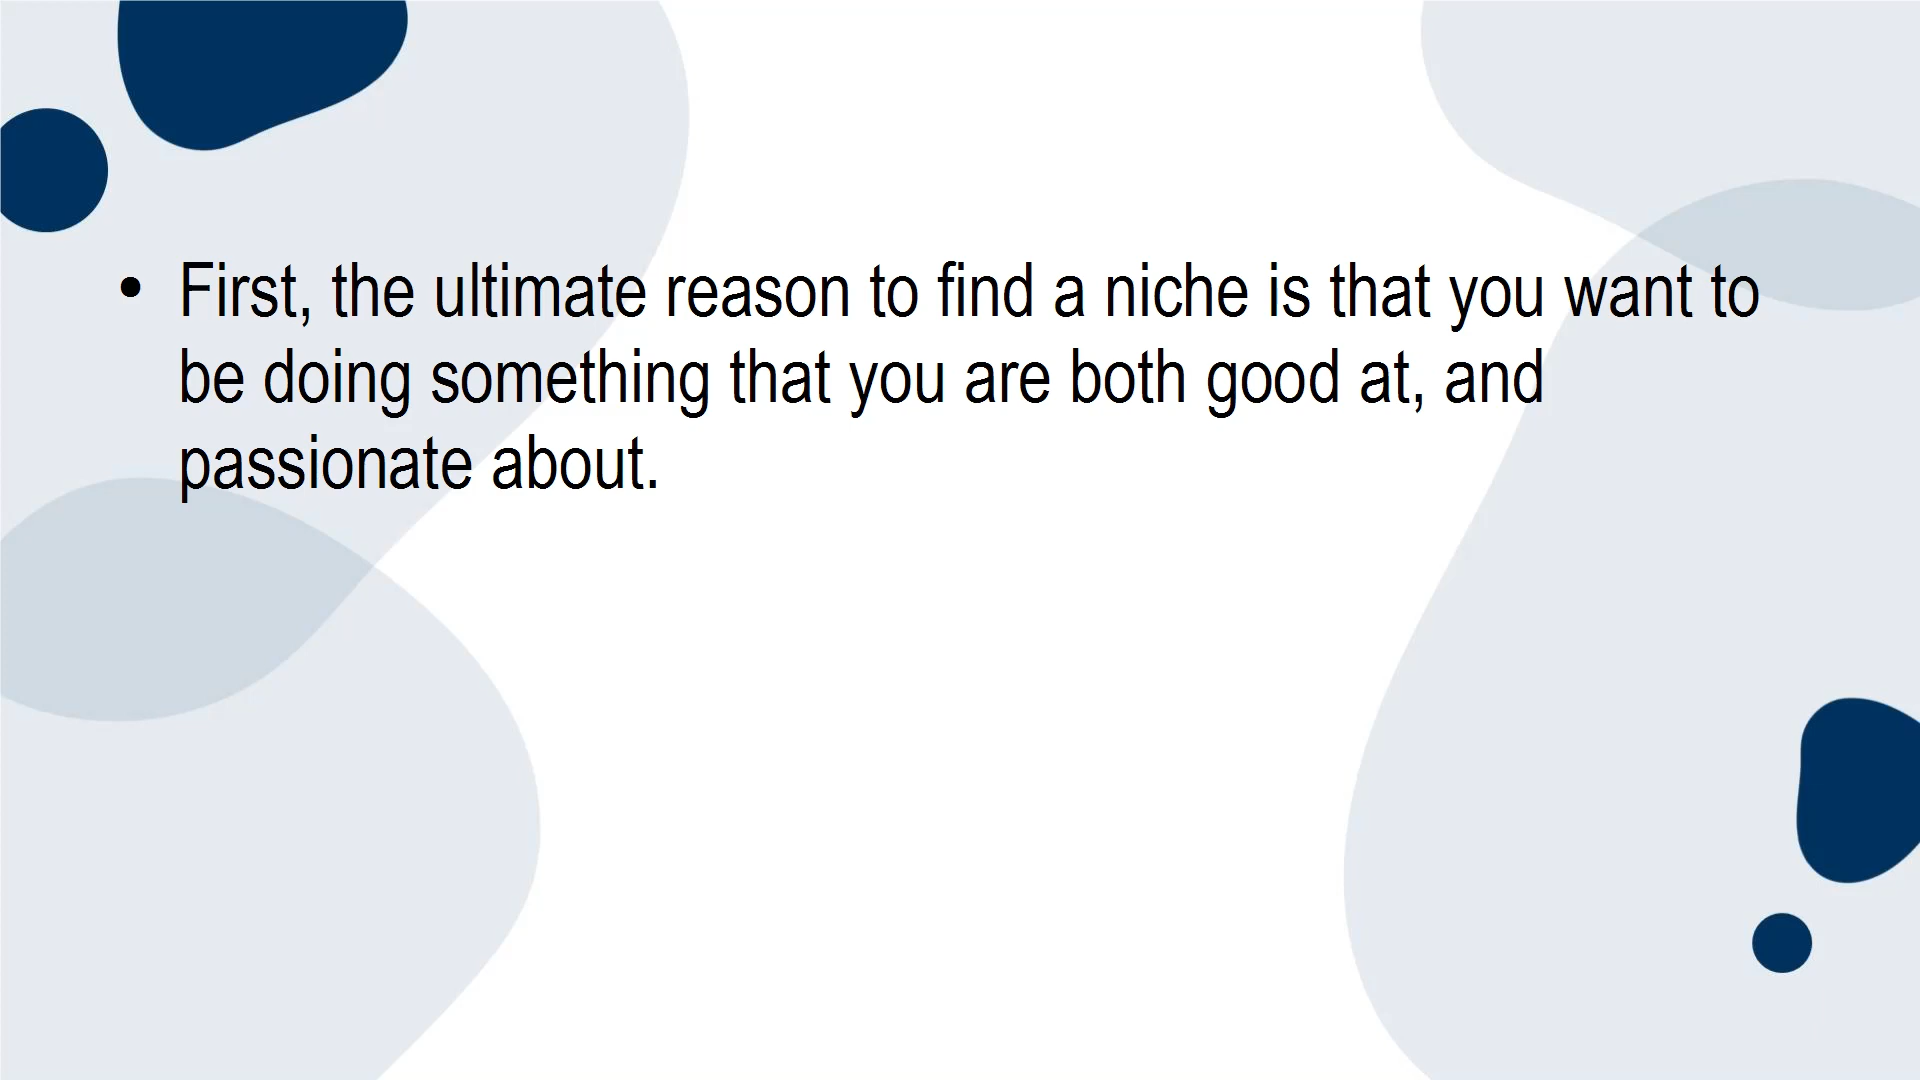 • First, the ultimate reason to find a niche is that you want to
be doing something that you are both good at, and
passionate about.